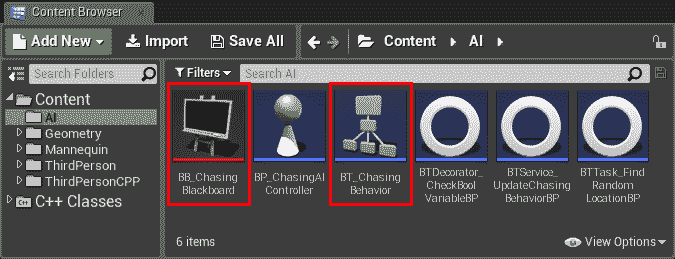 Content Browser
Add New Import Save All Content AI
Search Folders Filters Search AI
Content
AI
Geometry
Mannequin
ThirdPerson
ThirdPersonCPP
C++ Classes
BB_Chasing
Blackboard
BP_ChasingAI
Controller
BT_Chasing
Behavior
BTDecorator_
CheckBool
VariableBP
BTService_
UpdateChasing
BehaviorBP
BTTask_Find
Random
LocationBP
6 items View Options